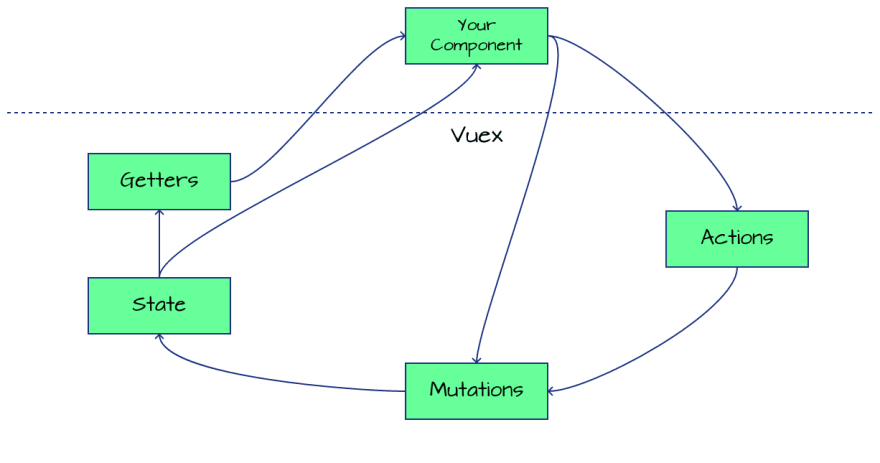 Your
Component
Vuex
Getters
Actions
State
Mutations